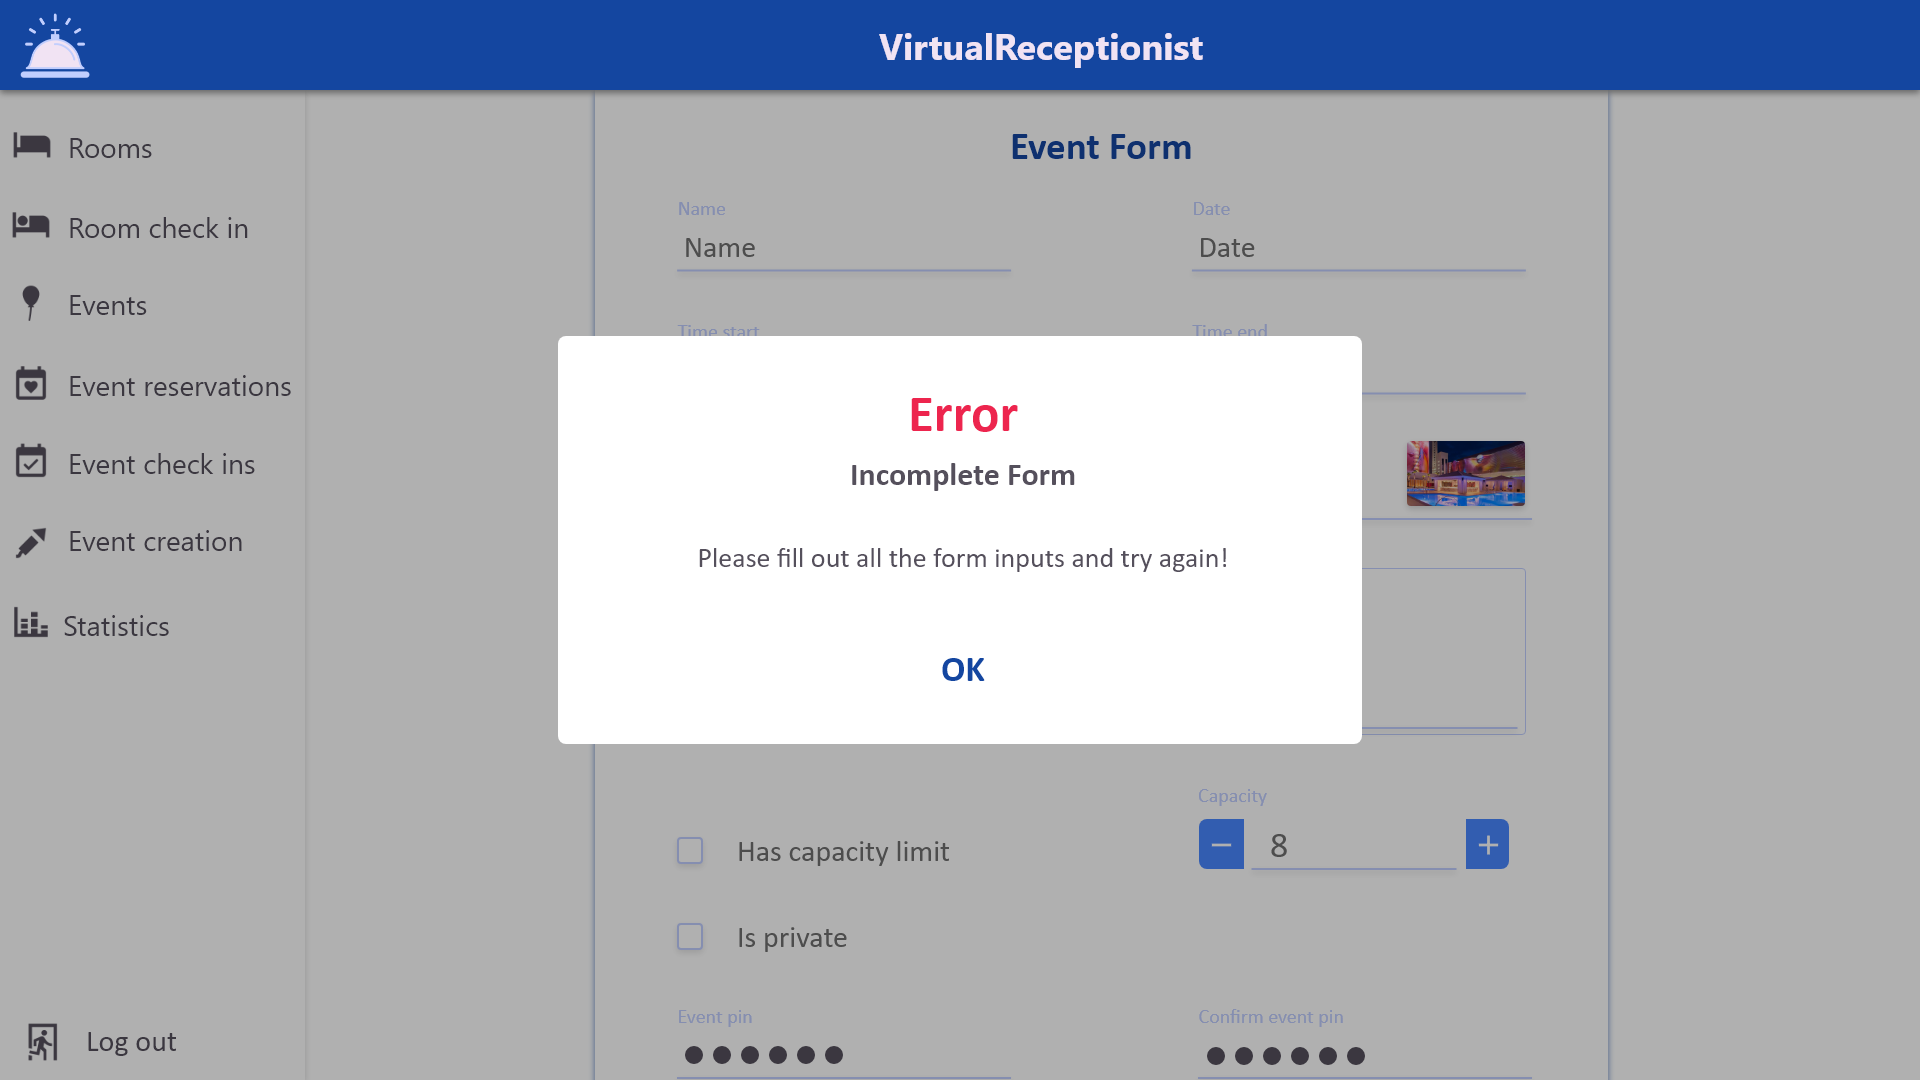 VirtualReceptionist
Rooms
Room check in
Events
Event reservations
Event check ins
Event creation
Statistics
Log out
Event Form
Name
Date
Name
Date
Time start
Time end
Error
Incomplete Form
Please fill out all the form inputs and try again!
OK
Capacity
Has capacity limit
8
Is private
Event pin
Confirm event pin